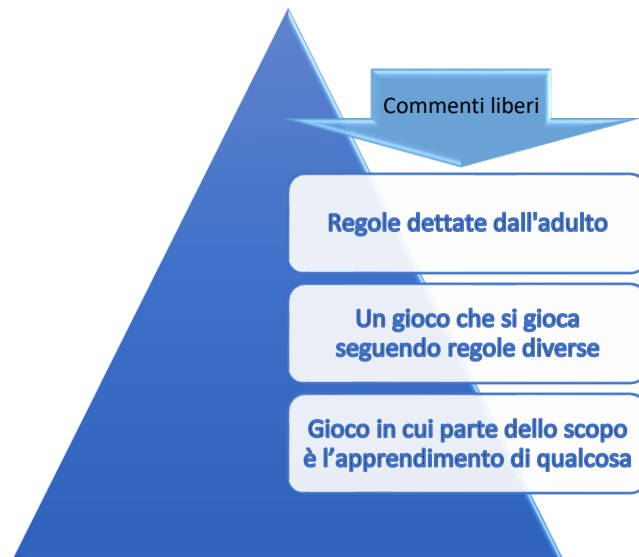 Commenti liberi
Regole dettate dall'adulto
Un gioco che si gioca
seguendo regole diverse
Gioco in cui parte dello scopo
è l’apprendimento di qualcosa